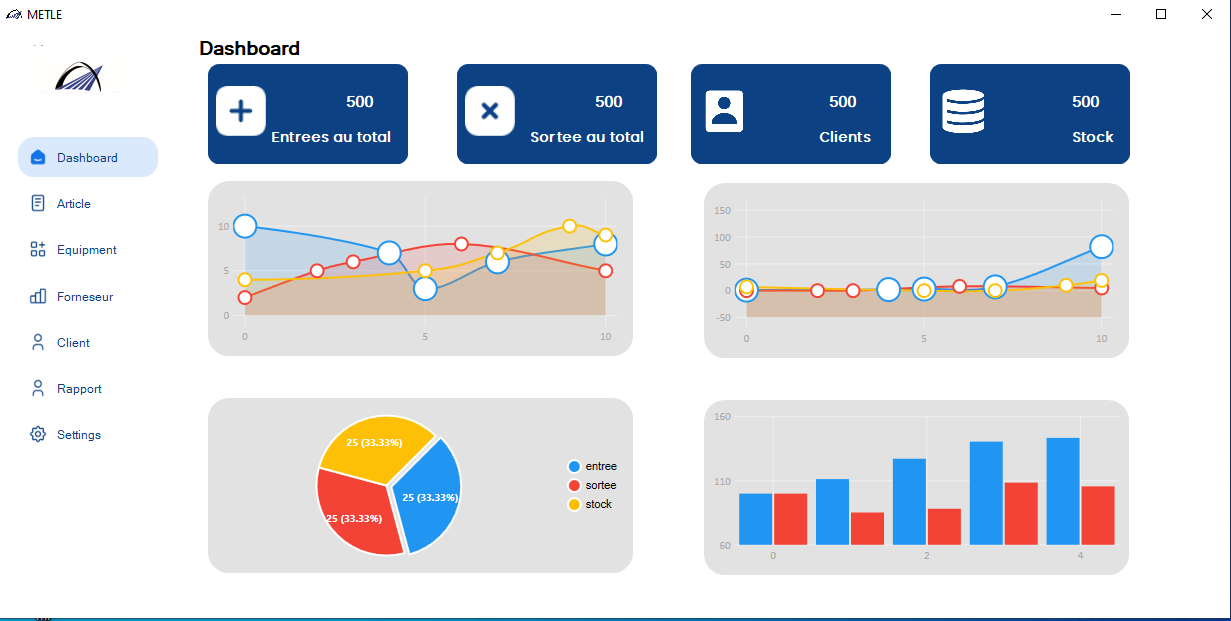 METLE
Dashboard
500
Entrees au total
500
Sortee au total
500
Clients
500
Stock
Dashboard
Article
Equipment
Forneseur
Client
Rapport
Settings
10
5
0
0
5
10
150
100
50
0
-50
0
5
10
25 (33.33%)
25 (33.33%)
25 (33.33%)
entree
sortee
stock
160
110
60
0
2
4